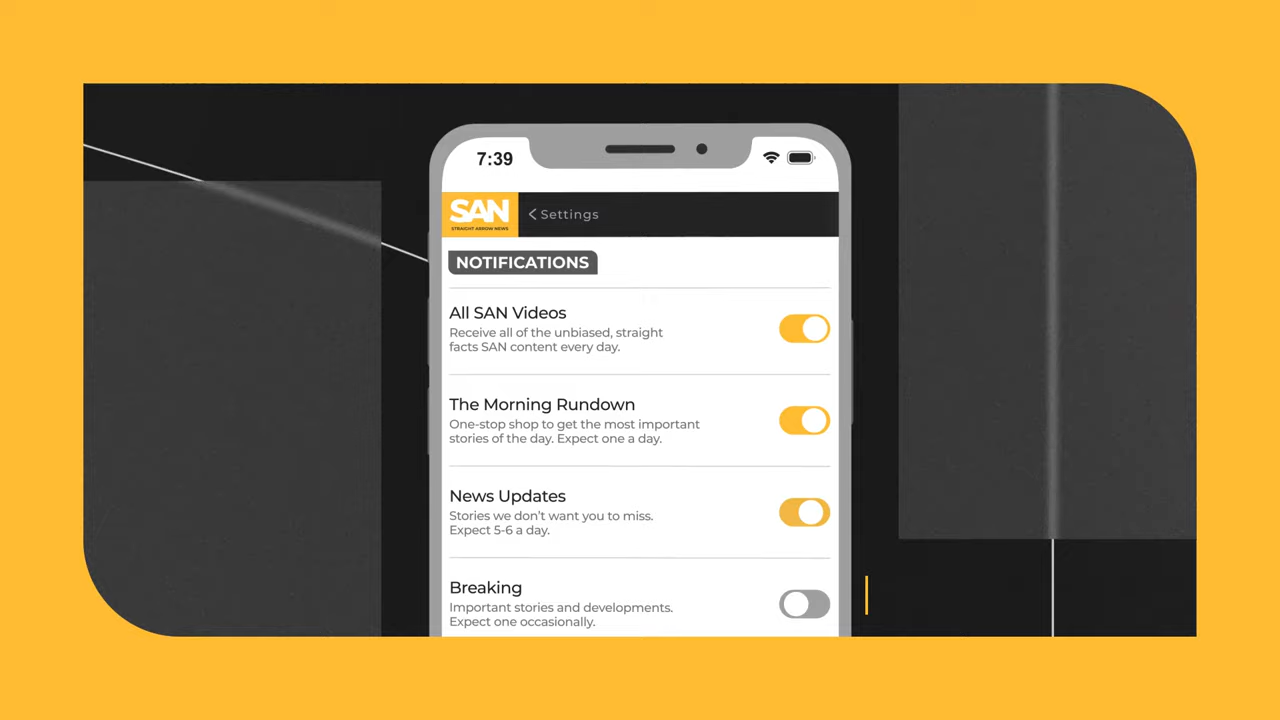 7:39
SAN
STRAIGHT ARROW NEWS
Settings
NOTIFICATIONS
All SAN Videos
Receive all of the unbiased, straight
facts SAN content every day.
The Morning Rundown
One-stop shop to get the most important
stories of the day. Expect one a day.
News Updates
Stories we don’t want you to miss.
Expect 5-6 a day.
Breaking
Important stories and developments.
Expect one occasionally.